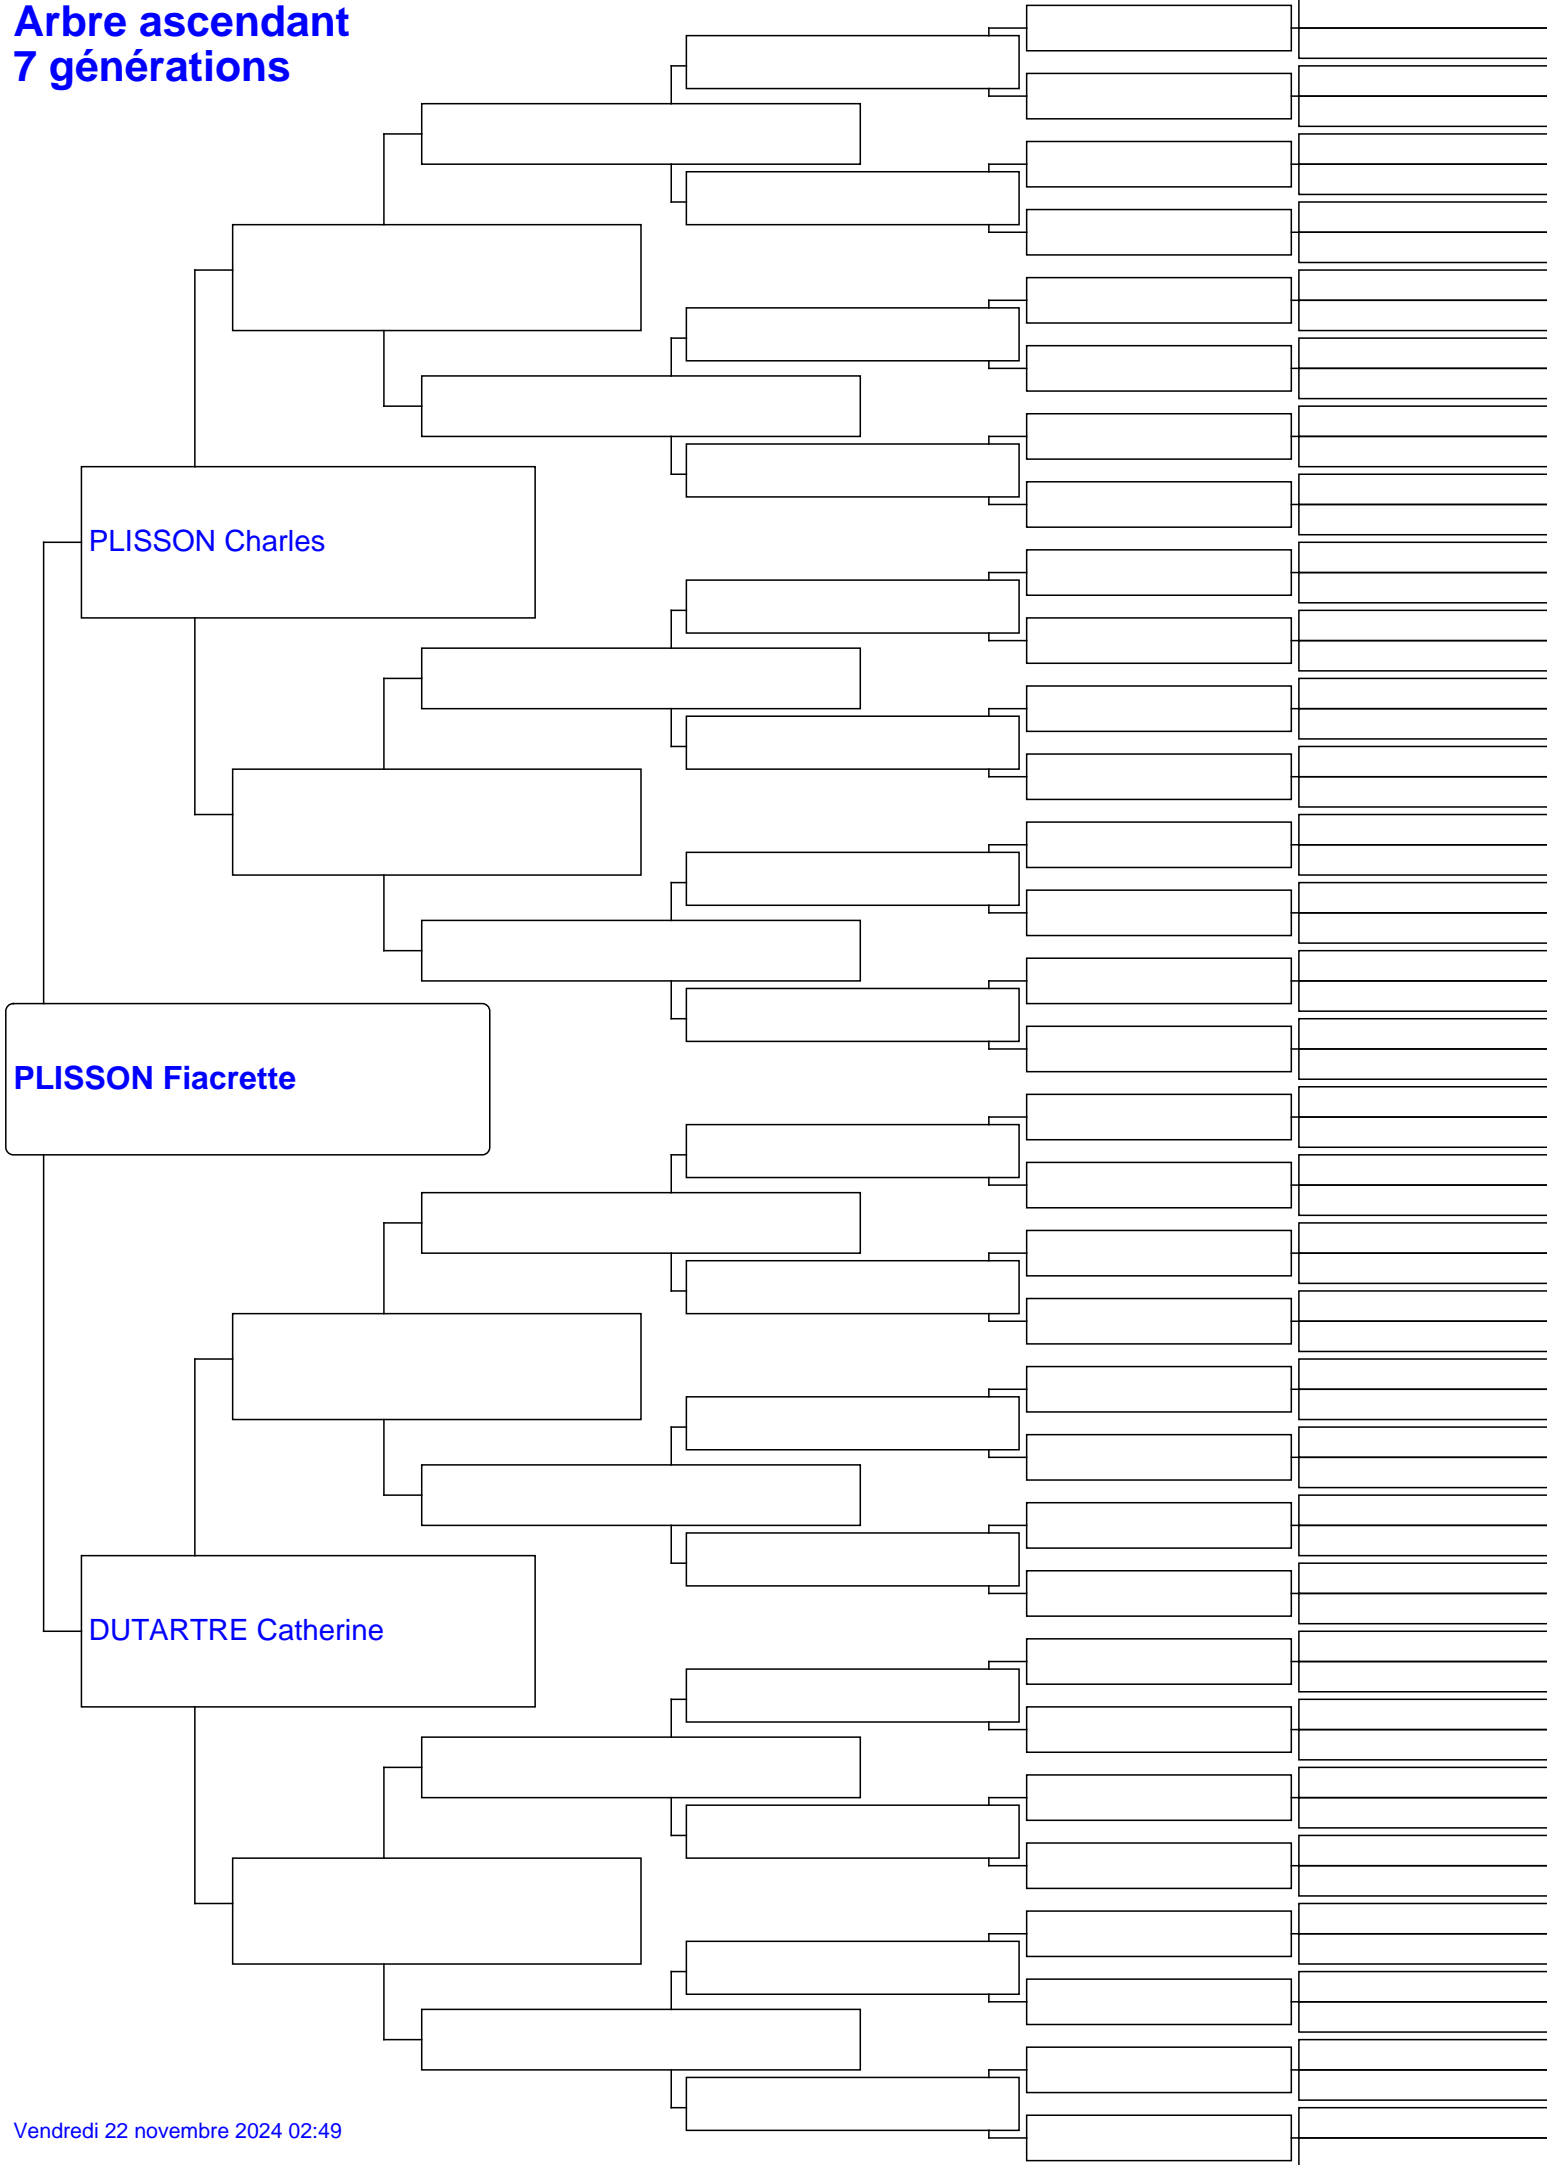 Arbre ascendant
7 générations
PLISSON Charles
PLISSON Fiacrette
DUTARTRE Catherine
Vendredi 22 novembre 2024 02:49